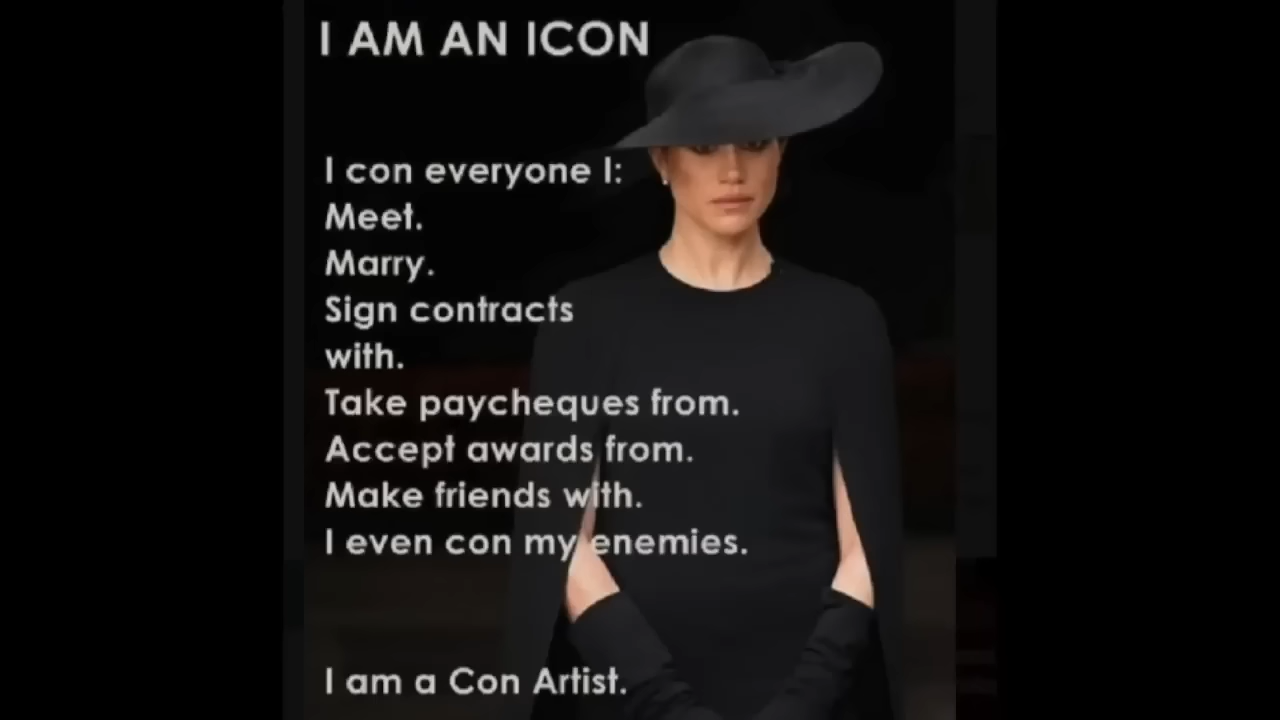 I AM AN ICON
I con everyone I:
Meet.
Marry.
Sign contracts
with.
Take paycheques from.
Accept awards from.
Make friends with.
I even con my enemies.
I am a Con Artist.